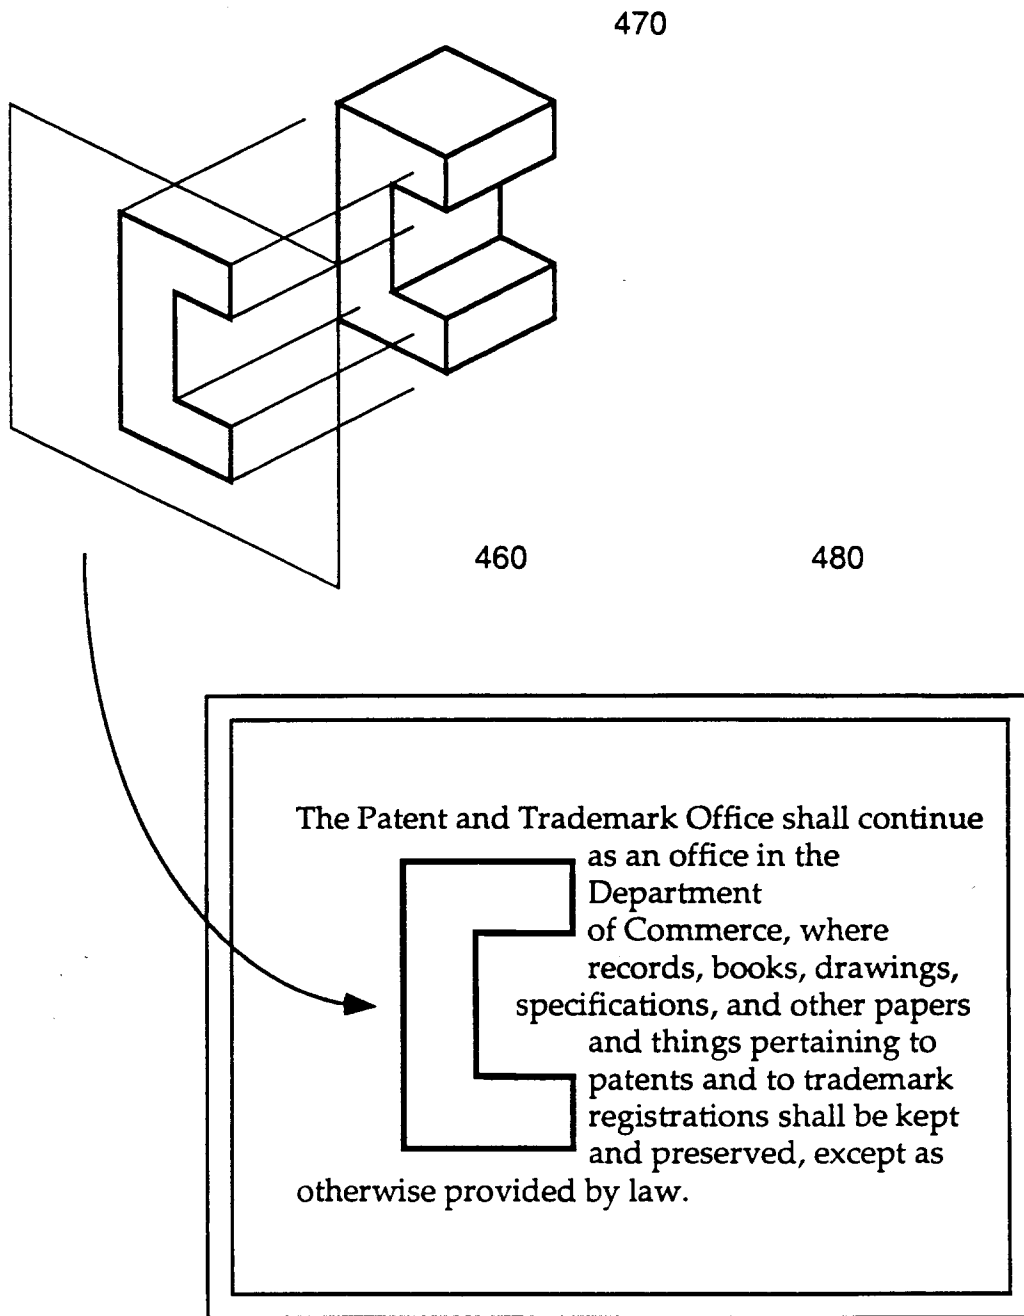 470
460 480
The Patent and Trademark Office shall continue
as an office in the
Department
of Commerce, where
records, books, drawings,
specifications, and other papers
and things pertaining to
patents and to trademark
registrations shall be kept
and preserved, except as
otherwise provided by law.